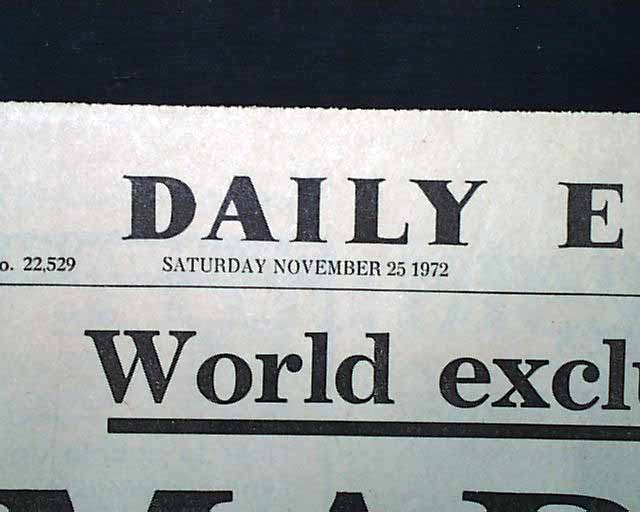 DAILY E
o. 22,529 SATURDAY NOVEMBER 25 1972
World exclu